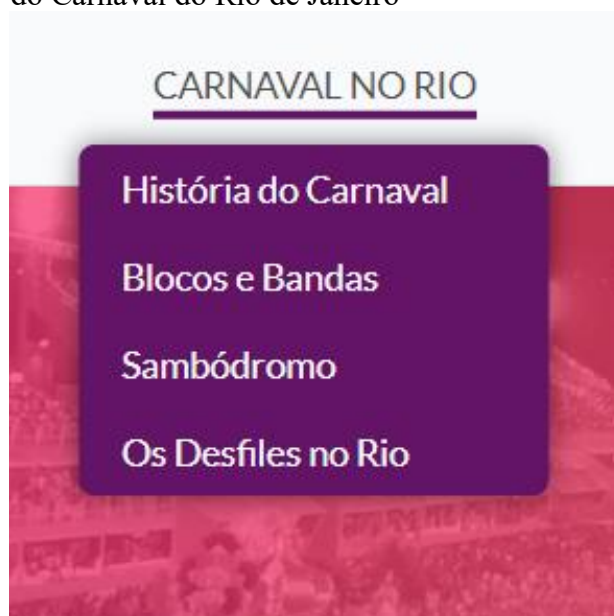 do Carnaval do Rio de Janeiro
CARNAVAL NO RIO
História do Carnaval
Blocos e Bandas
Sambódromo
Os Desfiles no Rio